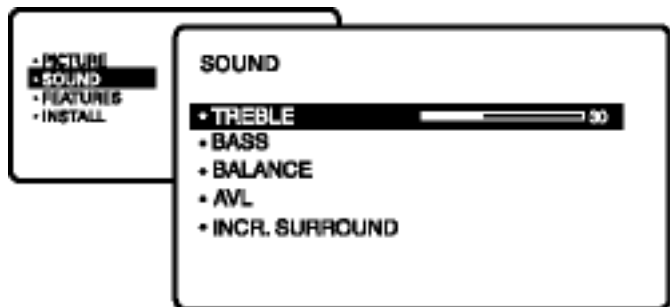 • PICTURE
• SOUND
• FEATURES
• INSTALL
SOUND
• TREBLE 30
• BASS
• BALANCE
• AVL
• INCR. SURROUND